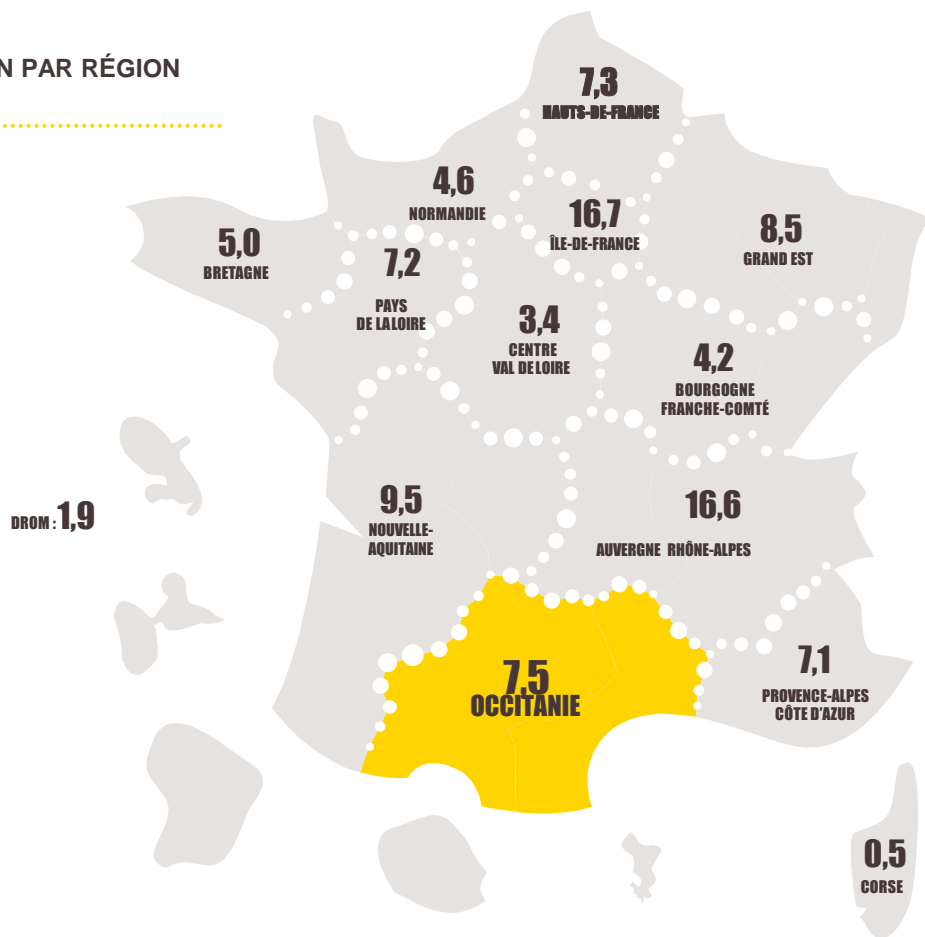 N PAR RÉGION
7,3
HAUTS-DE-FRANCE
4,6
NORMANDIE
16,7
ÎLE-DE-FRANCE
8,5
GRAND EST
5,0
BRETAGNE
7,2
PAYS
DE LA LOIRE
3,4
CENTRE
VAL DE LOIRE
4,2
BOURGOGNE
FRANCHE-COMTÉ
DROM : 1,9
9,5
NOUVELLE-
AQUITAINE
16,6
AUVERGNE RHÔNE-ALPES
7,5
OCCITANIE
7,1
PROVENCE-ALPES
CÔTE D'AZUR
0,5
CORSE